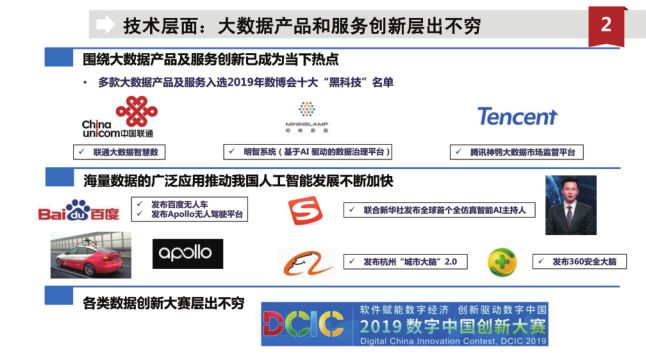 技术层面：大数据产品和服务创新层出不穷
2
围绕大数据产品及服务创新已成为当下热点
• 多款大数据产品及服务入选2019年数博会十大“黑科技”名单
China
unicom中国联通
MININGLAMP
明略数据
Tencent
✓ 联通大数据智慧数
✓ 明智系统（基于AI 驱动的数据治理平台）
✓ 腾讯神鸮大数据市场监管平台
海量数据的广泛应用推动我国人工智能发展不断加快
Bai du 百度
✓ 发布百度无人车
✓ 发布Apollo无人驾驶平台
S
✓ 联合新华社发布全球首个全仿真智能AI主持人
apollo
✓ 发布杭州“城市大脑”2.0
✓ 发布360安全大脑
各类数据创新大赛层出不穷
DCIC
软件赋能数字经济 创新驱动数字中国
2019数字中国创新大赛
Digital China Innovation Contest, DCIC 2019